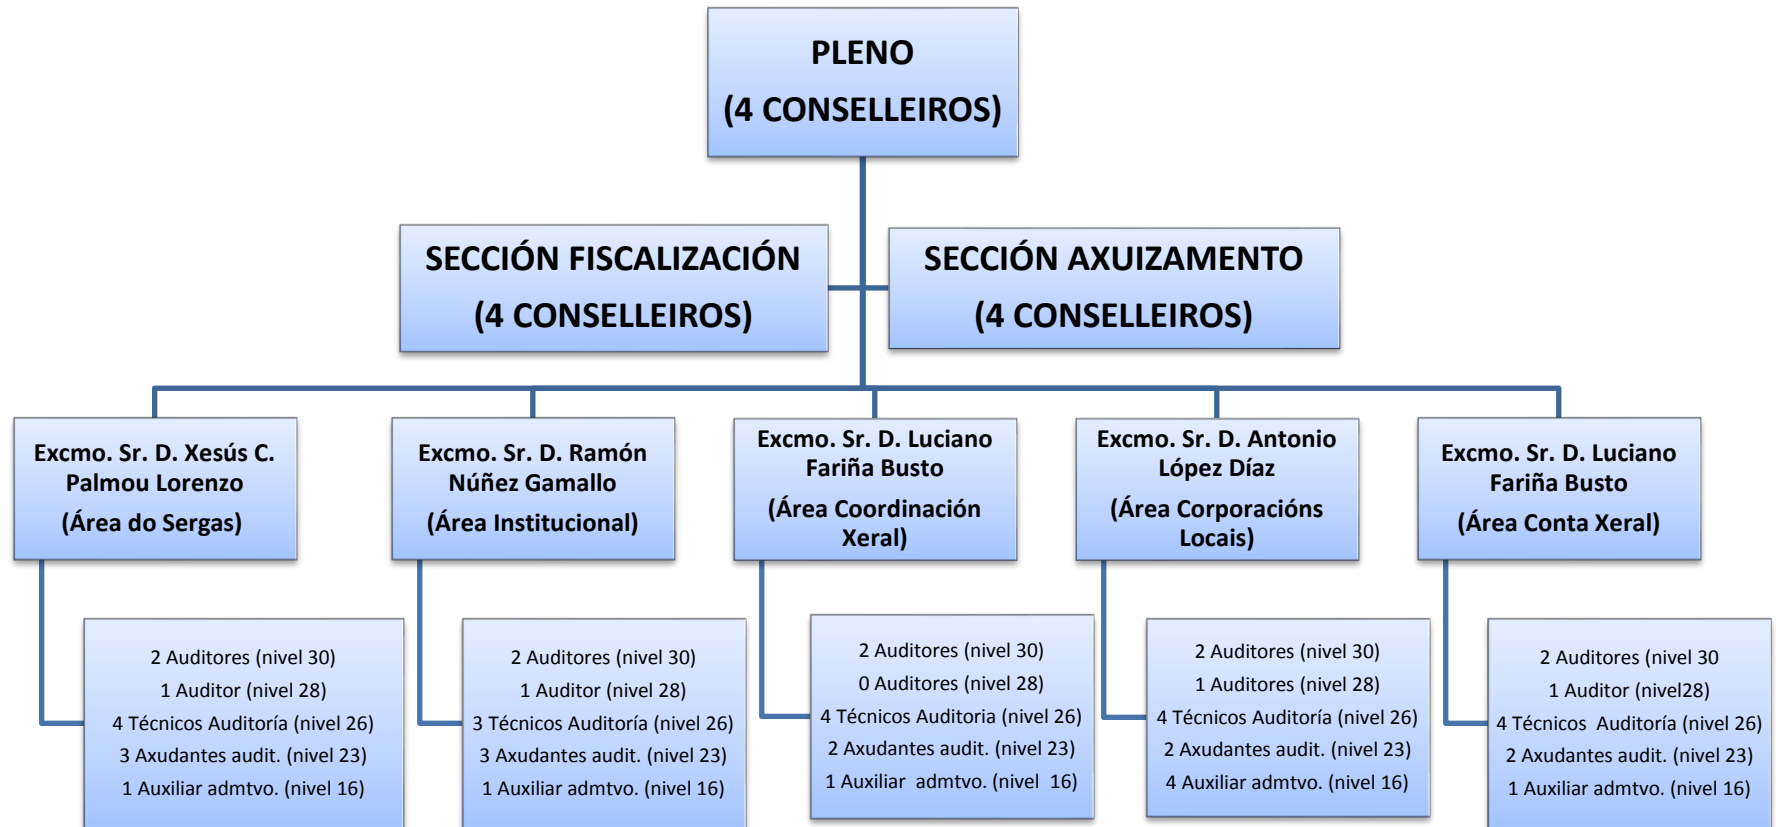 PLENO
(4 CONSELLEIROS)
SECCIÓN FISCALIZACIÓN
(4 CONSELLEIROS)
SECCIÓN AXUIZAMENTO
(4 CONSELLEIROS)
Excmo. Sr. D. Xesús C.
Palmou Lorenzo
(Área do Sergas)
Excmo. Sr. D. Ramón
Núñez Gamallo
(Área Institucional)
Excmo. Sr. D. Luciano
Fariña Busto
(Área Coordinación
Xeral)
Excmo. Sr. D. Antonio
López Díaz
(Área Corporacións
Locais)
Excmo. Sr. D. Luciano
Fariña Busto
(Área Conta Xeral)
2 Auditores (nivel 30)
1 Auditor (nivel 28)
4 Técnicos Auditoría (nivel 26)
3 Axudantes audit. (nivel 23)
1 Auxiliar admtvo. (nivel 16)
2 Auditores (nivel 30)
1 Auditor (nivel 28)
3 Técnicos Auditoría (nivel 26)
3 Axudantes audit. (nivel 23)
1 Auxiliar admtvo. (nivel 16)
2 Auditores (nivel 30)
0 Auditores (nivel 28)
4 Técnicos Auditoria (nivel 26)
2 Axudantes audit. (nivel 23)
1 Auxiliar admtvo. (nivel 16)
2 Auditores (nivel 30)
1 Auditores (nivel 28)
4 Técnicos Auditoría (nivel 26)
2 Axudantes audit. (nivel 23)
4 Auxiliar admtvo. (nivel 16)
2 Auditores (nivel 30
1 Auditor (nivel28)
4 Técnicos Auditoría (nivel 26)
2 Axudantes audit. (nivel 23)
1 Auxiliar admtvo. (nivel 16)